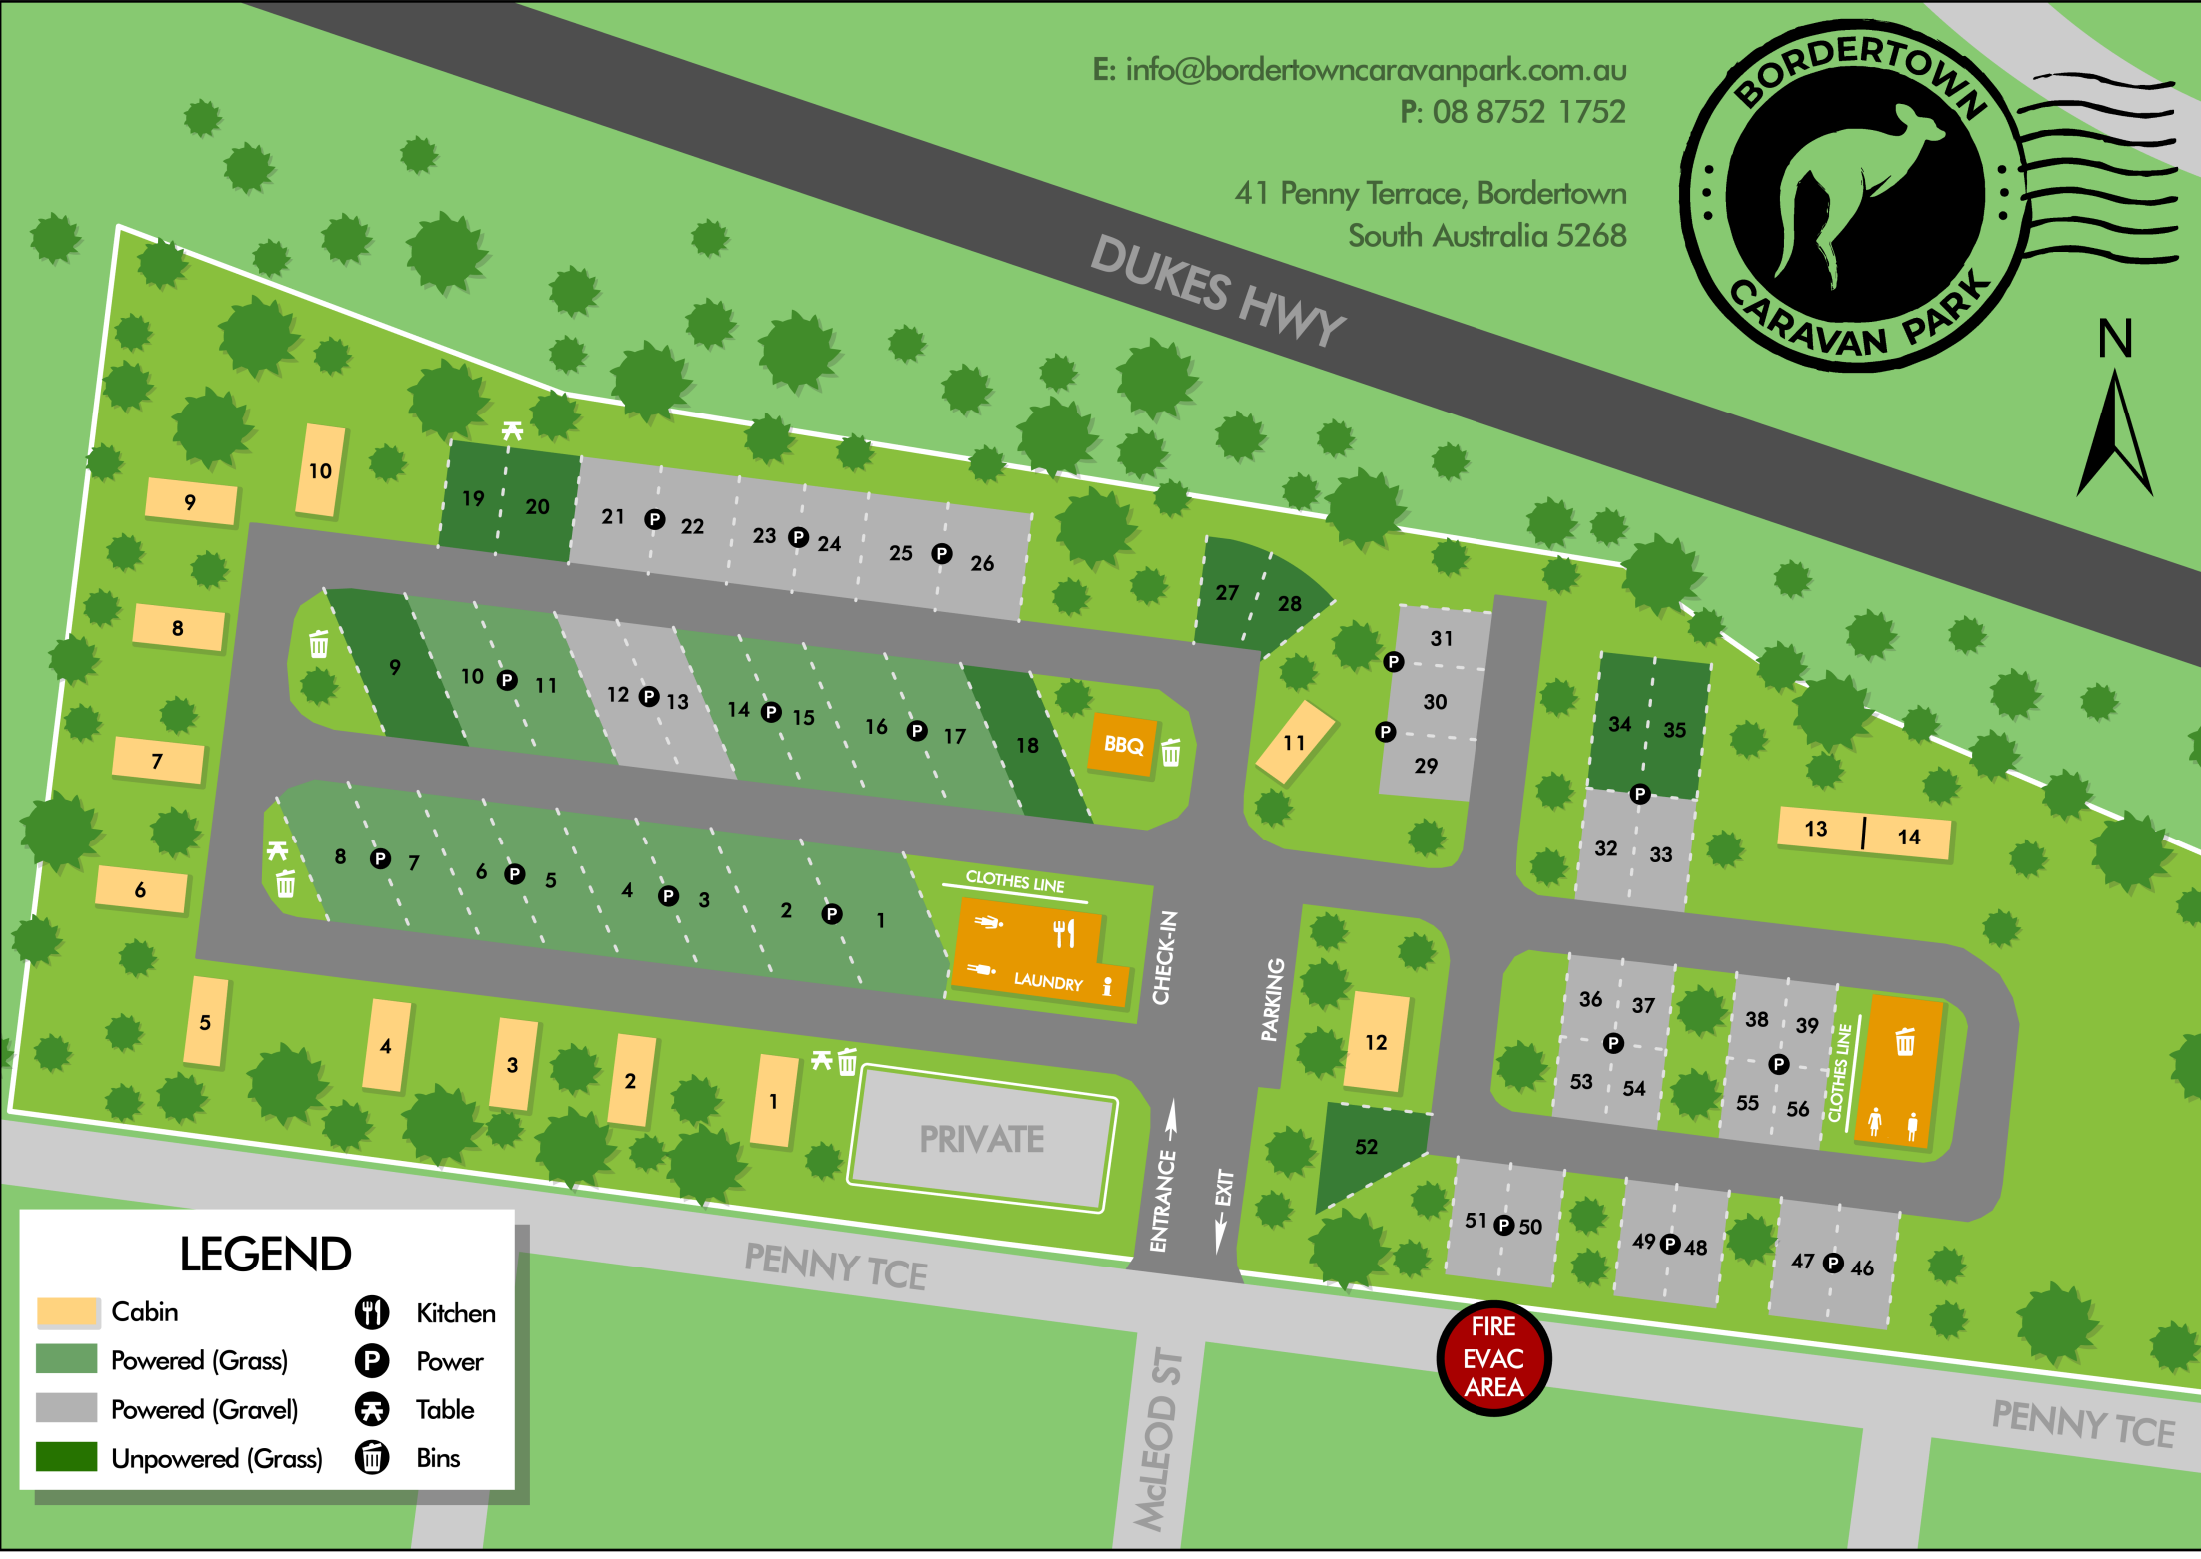 E: info@bordertowncaravanpark.com.au
P: 08 8752 1752
41 Penny Terrace, Bordertown
South Australia 5268
BORDERTOWN
CARAVAN PARK
N
DUKES HWY
10
9
8
7
6
5
4
3
2
1
19 20 21 P 22 23 P 24 25 P 26
27 28
9 10 P 11 12 P 13 14 P 15 16 P 17 18
BBQ
8 P 7 6 P 5 4 P 3 2 P 1
CLOTHES LINE
LAUNDRY i
CHECK-IN
PARKING
PRIVATE
ENTRANCE
EXIT
11
31
P
30
P
29
34 35
P
32 33
13 14
12
52
36 37
P
53 54
38 39
P
55 56
CLOTHES LINE
51 P 50
49 P 48
47 P 46
PENNY TCE
McLEOD ST
FIRE
EVAC
AREA
PENNY TCE
LEGEND
Cabin
Powered (Grass)
Powered (Gravel)
Unpowered (Grass)
Kitchen
P Power
Table
Bins